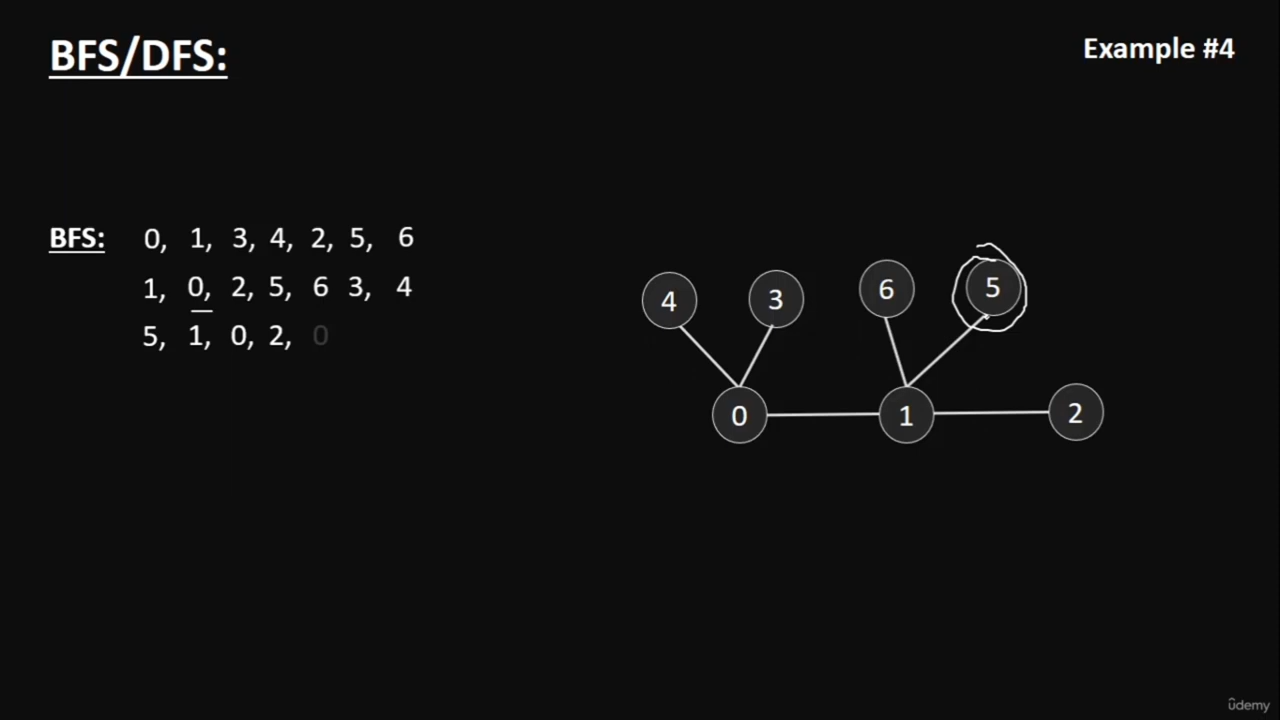 BFS/DFS:
Example #4
BFS: 0, 1, 3, 4, 2, 5, 6
1, 0, 2, 5, 6 3, 4
5, 1, 0, 2, 0
4 3 6 5
0 1 2
ûdemy